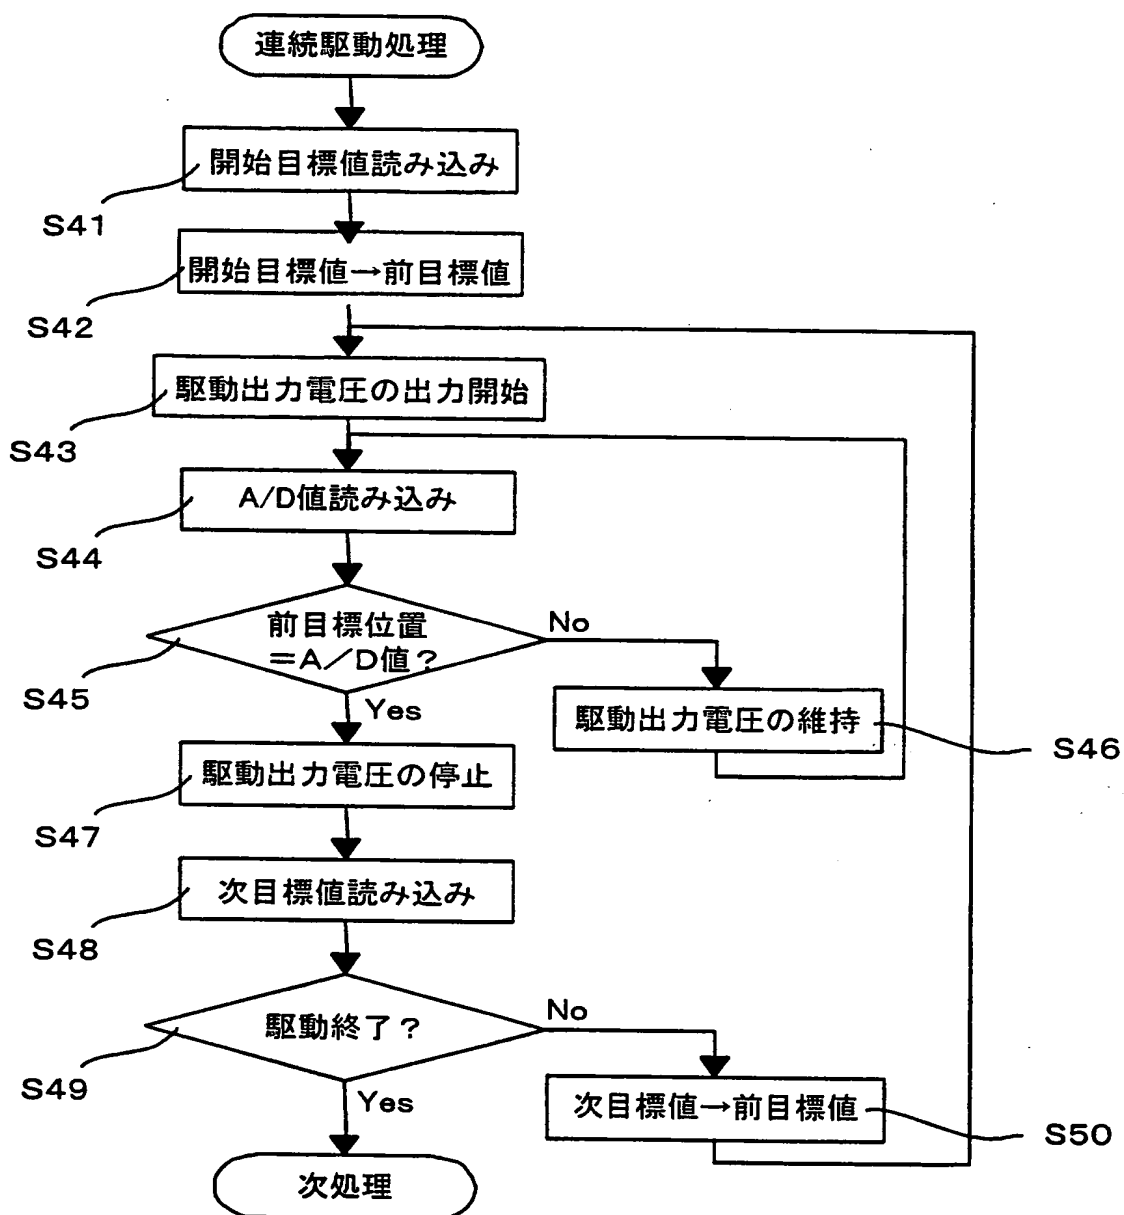 連続駆動処理
開始目標値読み込み
S41
開始目標値→前目標値
S42
駆動出力電圧の出力開始
S43
A/D値読み込み
S44
前目標位置
=A/D値?
No
S45
Yes
駆動出力電圧の維持
S46
駆動出力電圧の停止
S47
次目標値読み込み
S48
駆動終了?
No
S49
Yes
次目標値→前目標値
S50
次処理